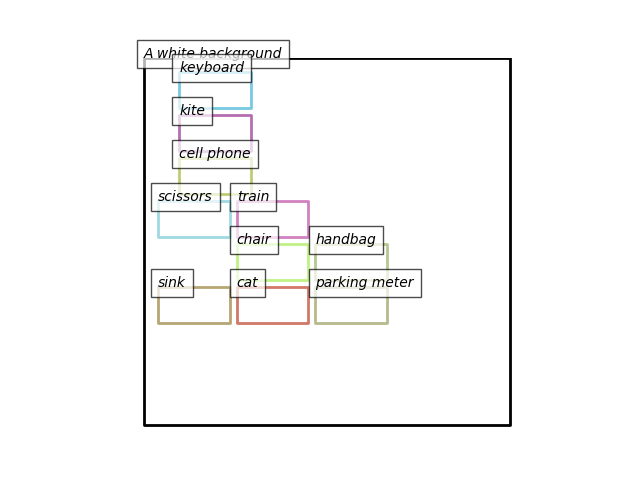 A white background
keyboard
kite
cell phone
scissors train
chair handbag
sink cat parking meter